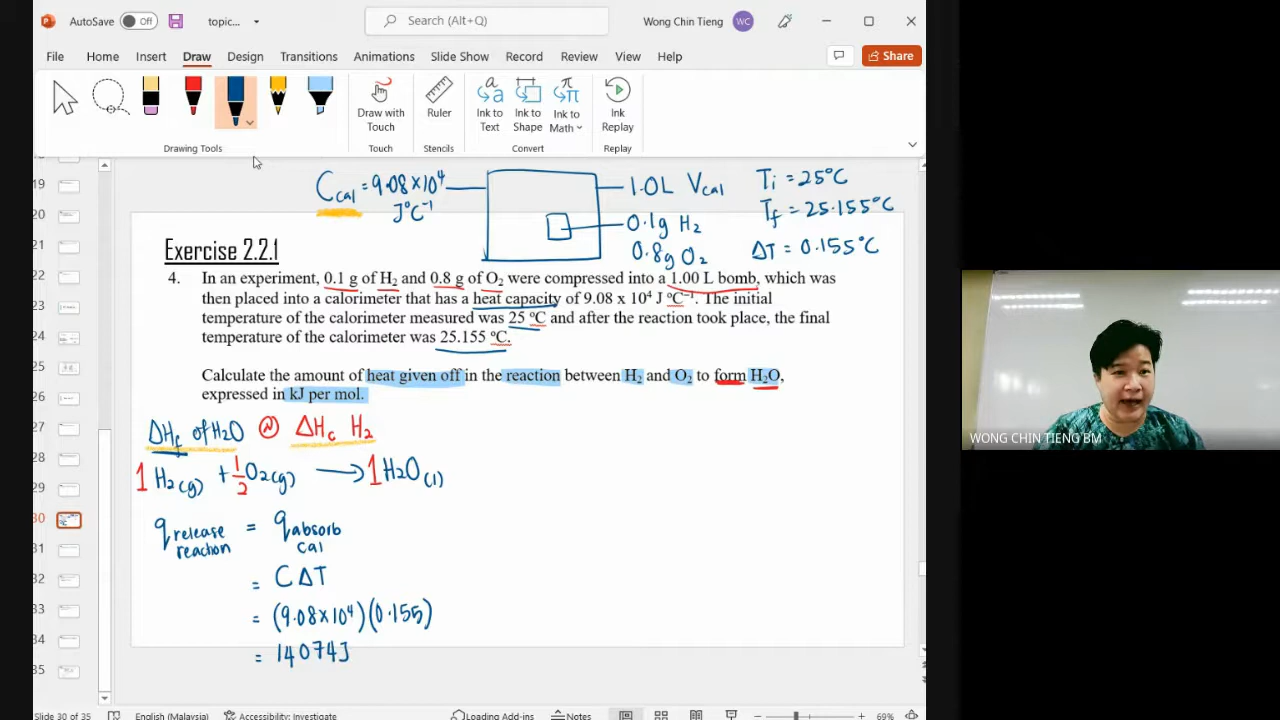 AutoSave Off topic... Search (Alt+Q) Wong Chin Tieng WC
File Home Insert Draw Design Transitions Animations Slide Show Record Review View Help Share
Draw with Touch
Ruler
Ink to Text
Ink to Shape
Ink to Math
Ink Replay
Drawing Tools Touch Stencils Convert Replay
19
20
21
22
23
24
25
26
27
28
29
30
31
32
33
34
35
C cal = 9.08×10⁴ J°C⁻¹
1.0L V cal
0.1g H₂
0.8g O₂
Ti = 25°C
Tf = 25.155°C
ΔT = 0.155°C
Exercise 2.2.1
4. In an experiment, 0.1 g of H₂ and 0.8 g of O₂ were compressed into a 1.00 L bomb, which was
then placed into a calorimeter that has a heat capacity of 9.08 x 10⁴ J ºC⁻¹. The initial
temperature of the calorimeter measured was 25 ºC and after the reaction took place, the final
temperature of the calorimeter was 25.155 ºC.
Calculate the amount of heat given off in the reaction between H₂ and O₂ to form H₂O,
expressed in kJ per mol.
ΔHf of H₂O @ ΔHc H₂
1 H₂(g) + 1/2 O₂(g) → 1 H₂O(l)
q release reaction = q absorb cal
= CΔT
= (9.08×10⁴)(0.155)
= 14074J
WONG CHIN TIENG BM
Slide 30 of 35 English (Malaysia) Accessibility: Investigate Loading Add-ins Notes 69%